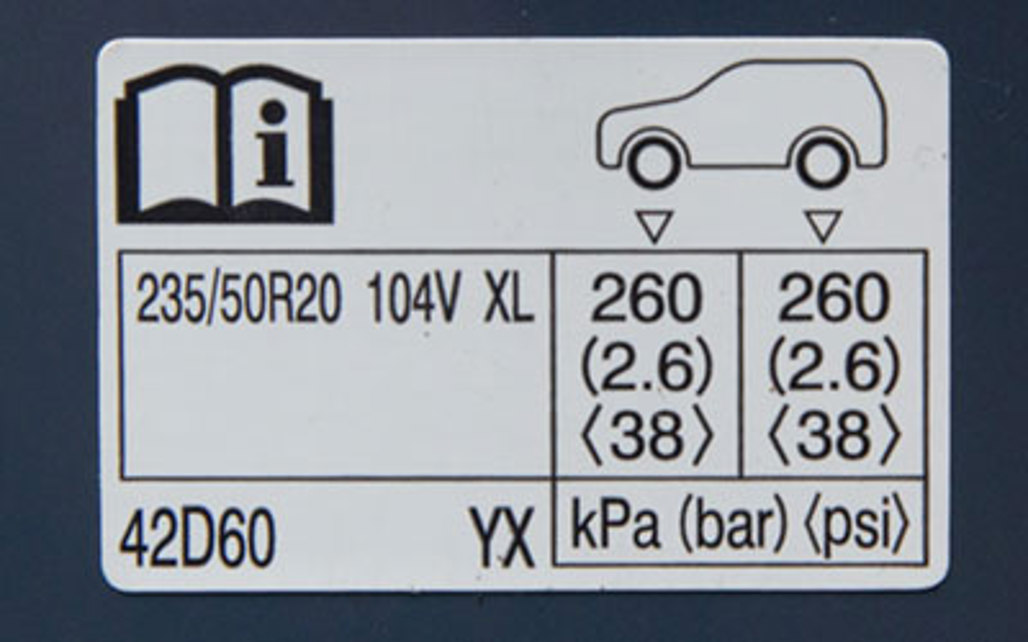 i
235/50R20 104V XL
260 260
(2.6) (2.6)
〈38〉 〈38〉
42D60 YX kPa (bar) 〈psi〉